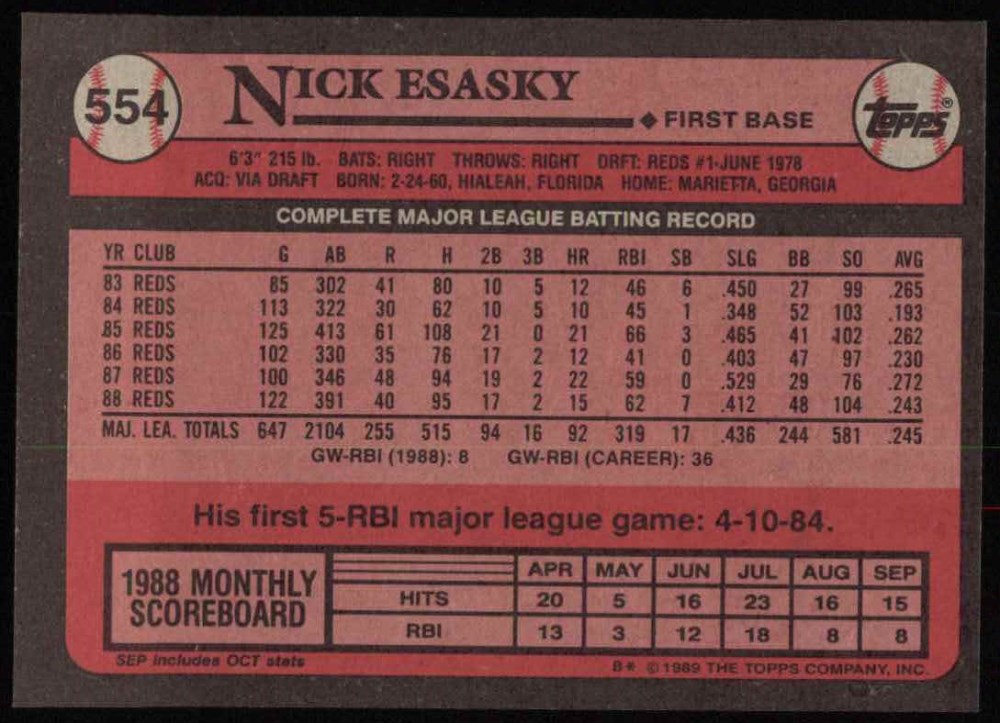 554
NICK ESASKY
◆ FIRST BASE
Topps®
6'3" 215 lb. BATS: RIGHT THROWS: RIGHT DRFT: REDS #1-JUNE 1978
ACQ: VIA DRAFT BORN: 2-24-60, HIALEAH, FLORIDA HOME: MARIETTA, GEORGIA
COMPLETE MAJOR LEAGUE BATTING RECORD
YR CLUB G AB R H 2B 3B HR RBI SB SLG BB SO AVG
83 REDS 85 302 41 80 10 5 12 46 6 .450 27 99 .265
84 REDS 113 322 30 62 10 5 10 45 1 .348 52 103 .193
85 REDS 125 413 61 108 21 0 21 66 3 .465 41 102 .262
86 REDS 102 330 35 76 17 2 12 41 0 .403 47 97 .230
87 REDS 100 346 48 94 19 2 22 59 0 .529 29 76 .272
88 REDS 122 391 40 95 17 2 15 62 7 .412 48 104 .243
MAJ. LEA. TOTALS 647 2104 255 515 94 16 92 319 17 .436 244 581 .245
GW-RBI (1988): 8 GW-RBI (CAREER): 36
His first 5-RBI major league game: 4-10-84.
1988 MONTHLY
SCOREBOARD
APR MAY JUN JUL AUG SEP
HITS 20 5 16 23 16 15
RBI 13 3 12 18 8 8
SEP includes OCT stats
B* © 1989 THE TOPPS COMPANY, INC.